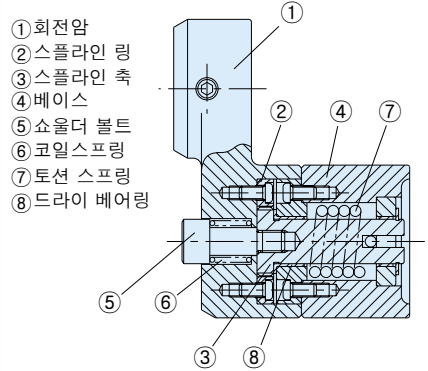 ①회전암
②스플라인 링
③스플라인 축
④베이스
⑤쇼울더 볼트
⑥코일스프링
⑦토션 스프링
⑧드라이 베어링
①
② ④ ⑦
⑤
⑥
③ ⑧